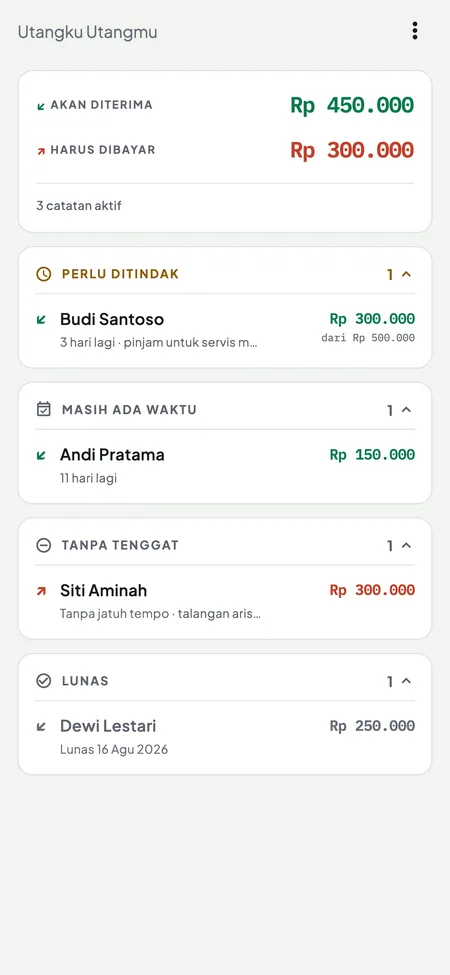 Utangku Utangmu
AKAN DITERIMA Rp 450.000
HARUS DIBAYAR Rp 300.000
3 catatan aktif
PERLU DITINDAK 1
Budi Santoso Rp 300.000
3 hari lagi · pinjam untuk servis m… dari Rp 500.000
MASIH ADA WAKTU 1
Andi Pratama Rp 150.000
11 hari lagi
TANPA TENGGAT 1
Siti Aminah Rp 300.000
Tanpa jatuh tempo · talangan aris…
LUNAS 1
Dewi Lestari Rp 250.000
Lunas 16 Agu 2026